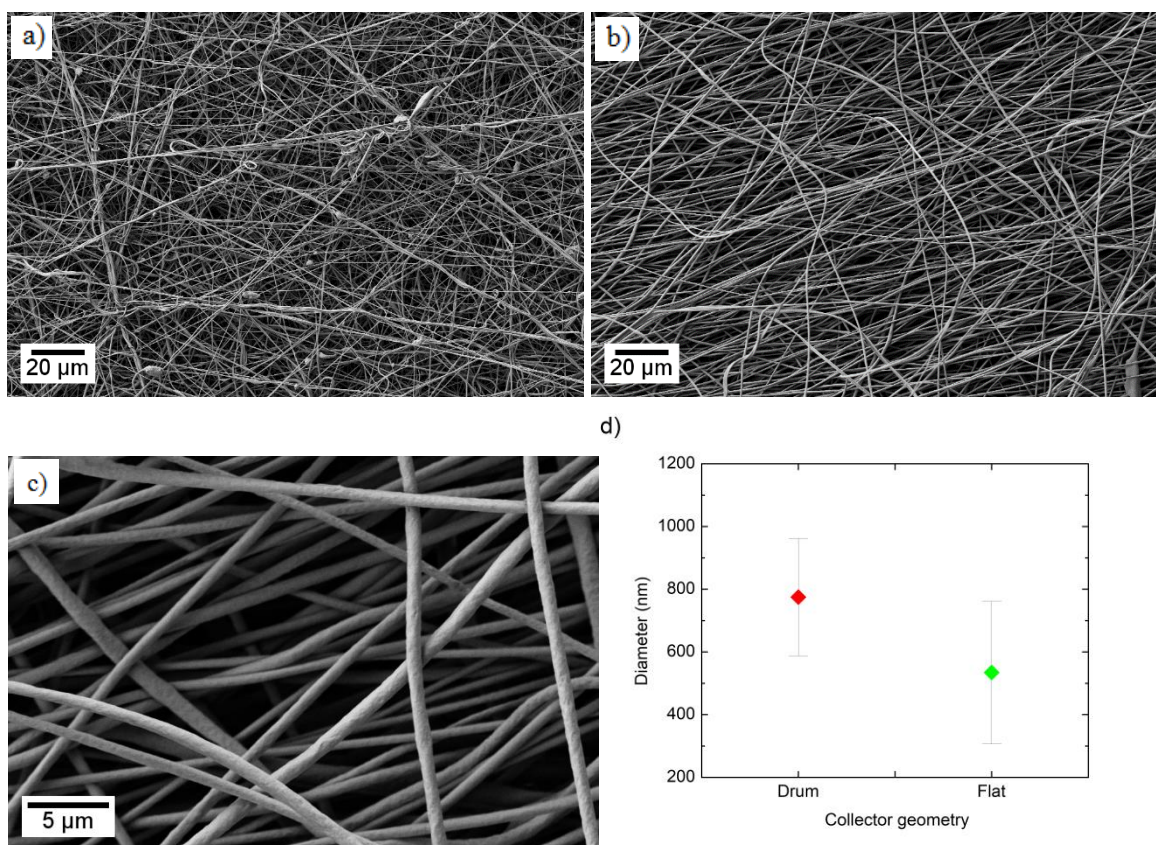 a)
20 µm
b)
20 µm
c)
5 µm
d)
1200
1000
800
600
400
200
Diameter (nm)
Drum
Flat
Collector geometry